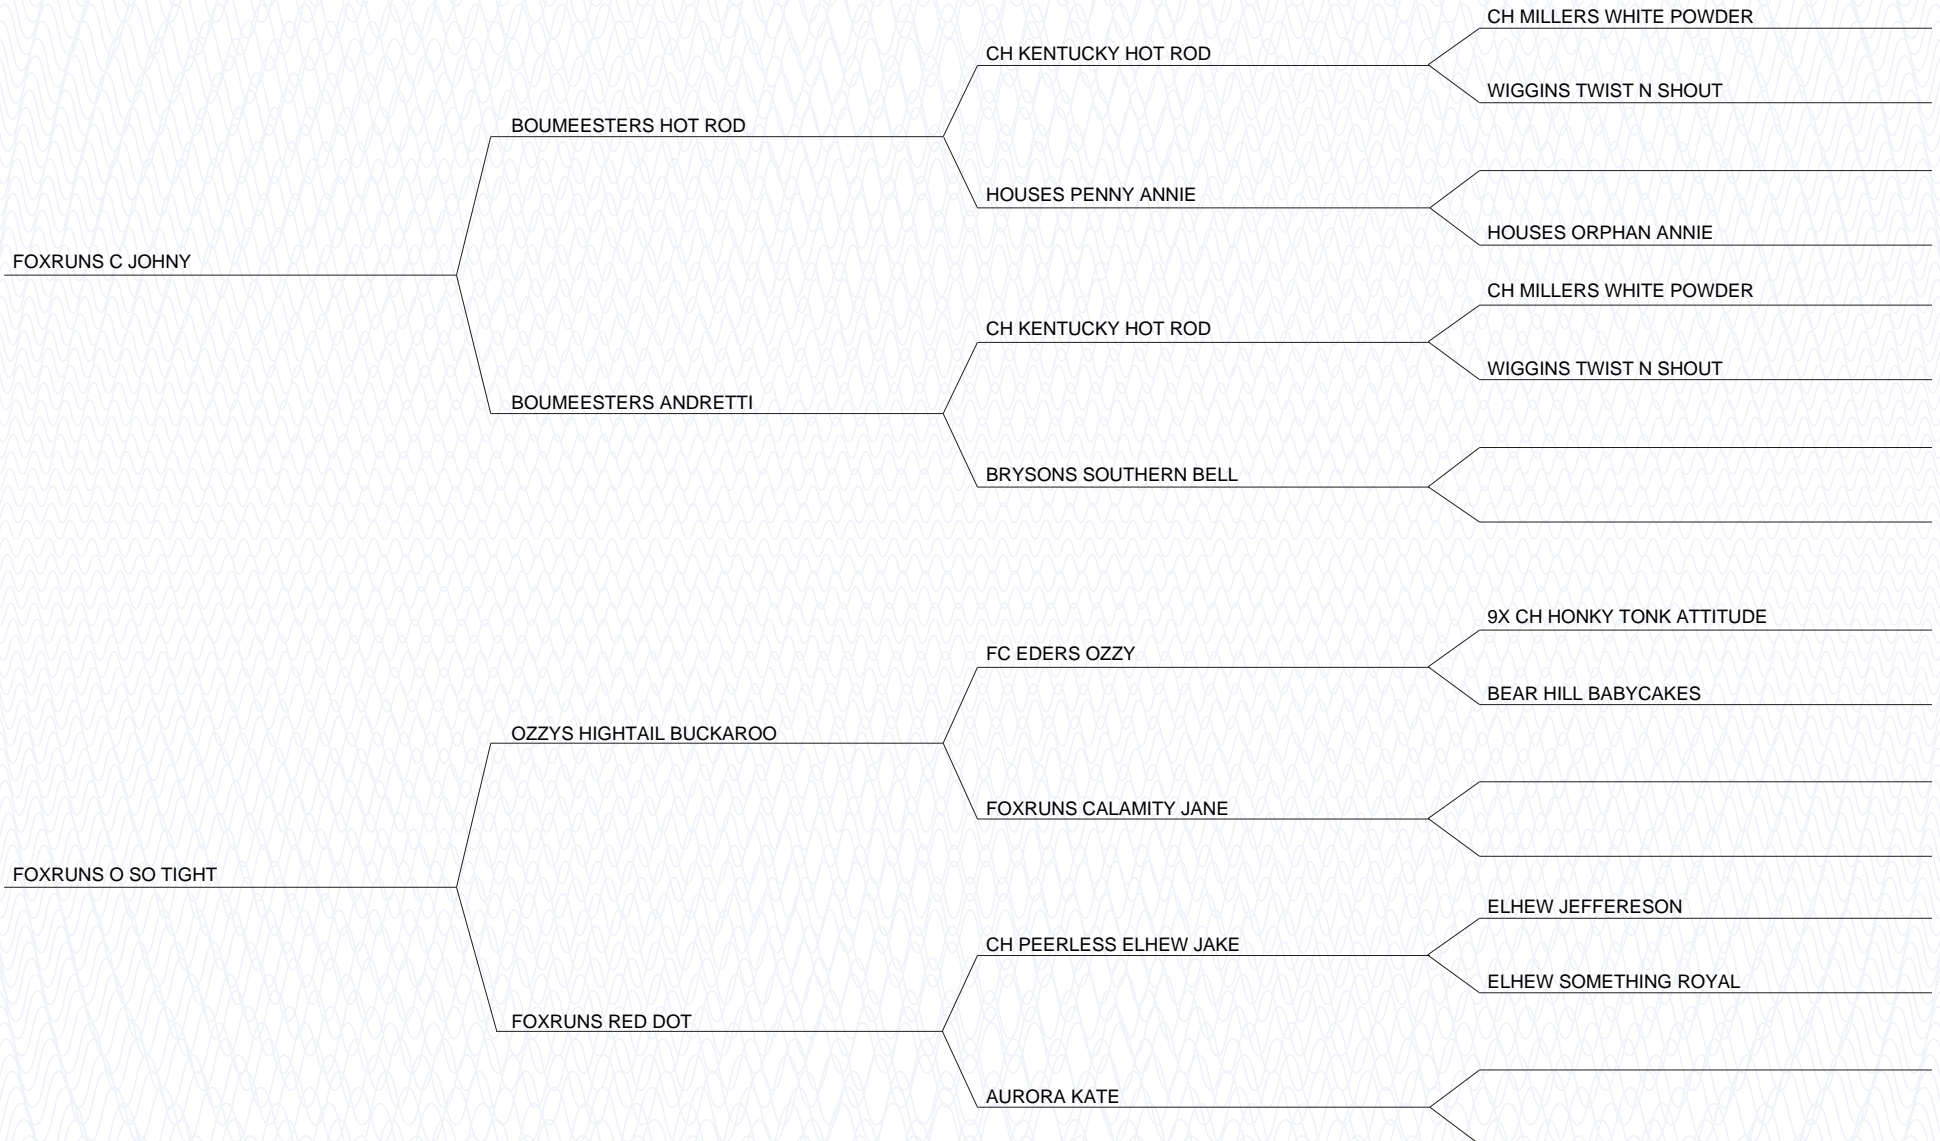 CH MILLERS WHITE POWDER
CH KENTUCKY HOT ROD
WIGGINS TWIST N SHOUT
BOUMEESTERS HOT ROD
HOUSES PENNY ANNIE
HOUSES ORPHAN ANNIE
FOXRUNS C JOHNY
CH MILLERS WHITE POWDER
CH KENTUCKY HOT ROD
WIGGINS TWIST N SHOUT
BOUMEESTERS ANDRETTI
BRYSONS SOUTHERN BELL
9X CH HONKY TONK ATTITUDE
FC EDERS OZZY
BEAR HILL BABYCAKES
OZZYS HIGHTAIL BUCKAROO
FOXRUNS CALAMITY JANE
FOXRUNS O SO TIGHT
ELHEW JEFFERESON
CH PEERLESS ELHEW JAKE
ELHEW SOMETHING ROYAL
FOXRUNS RED DOT
AURORA KATE